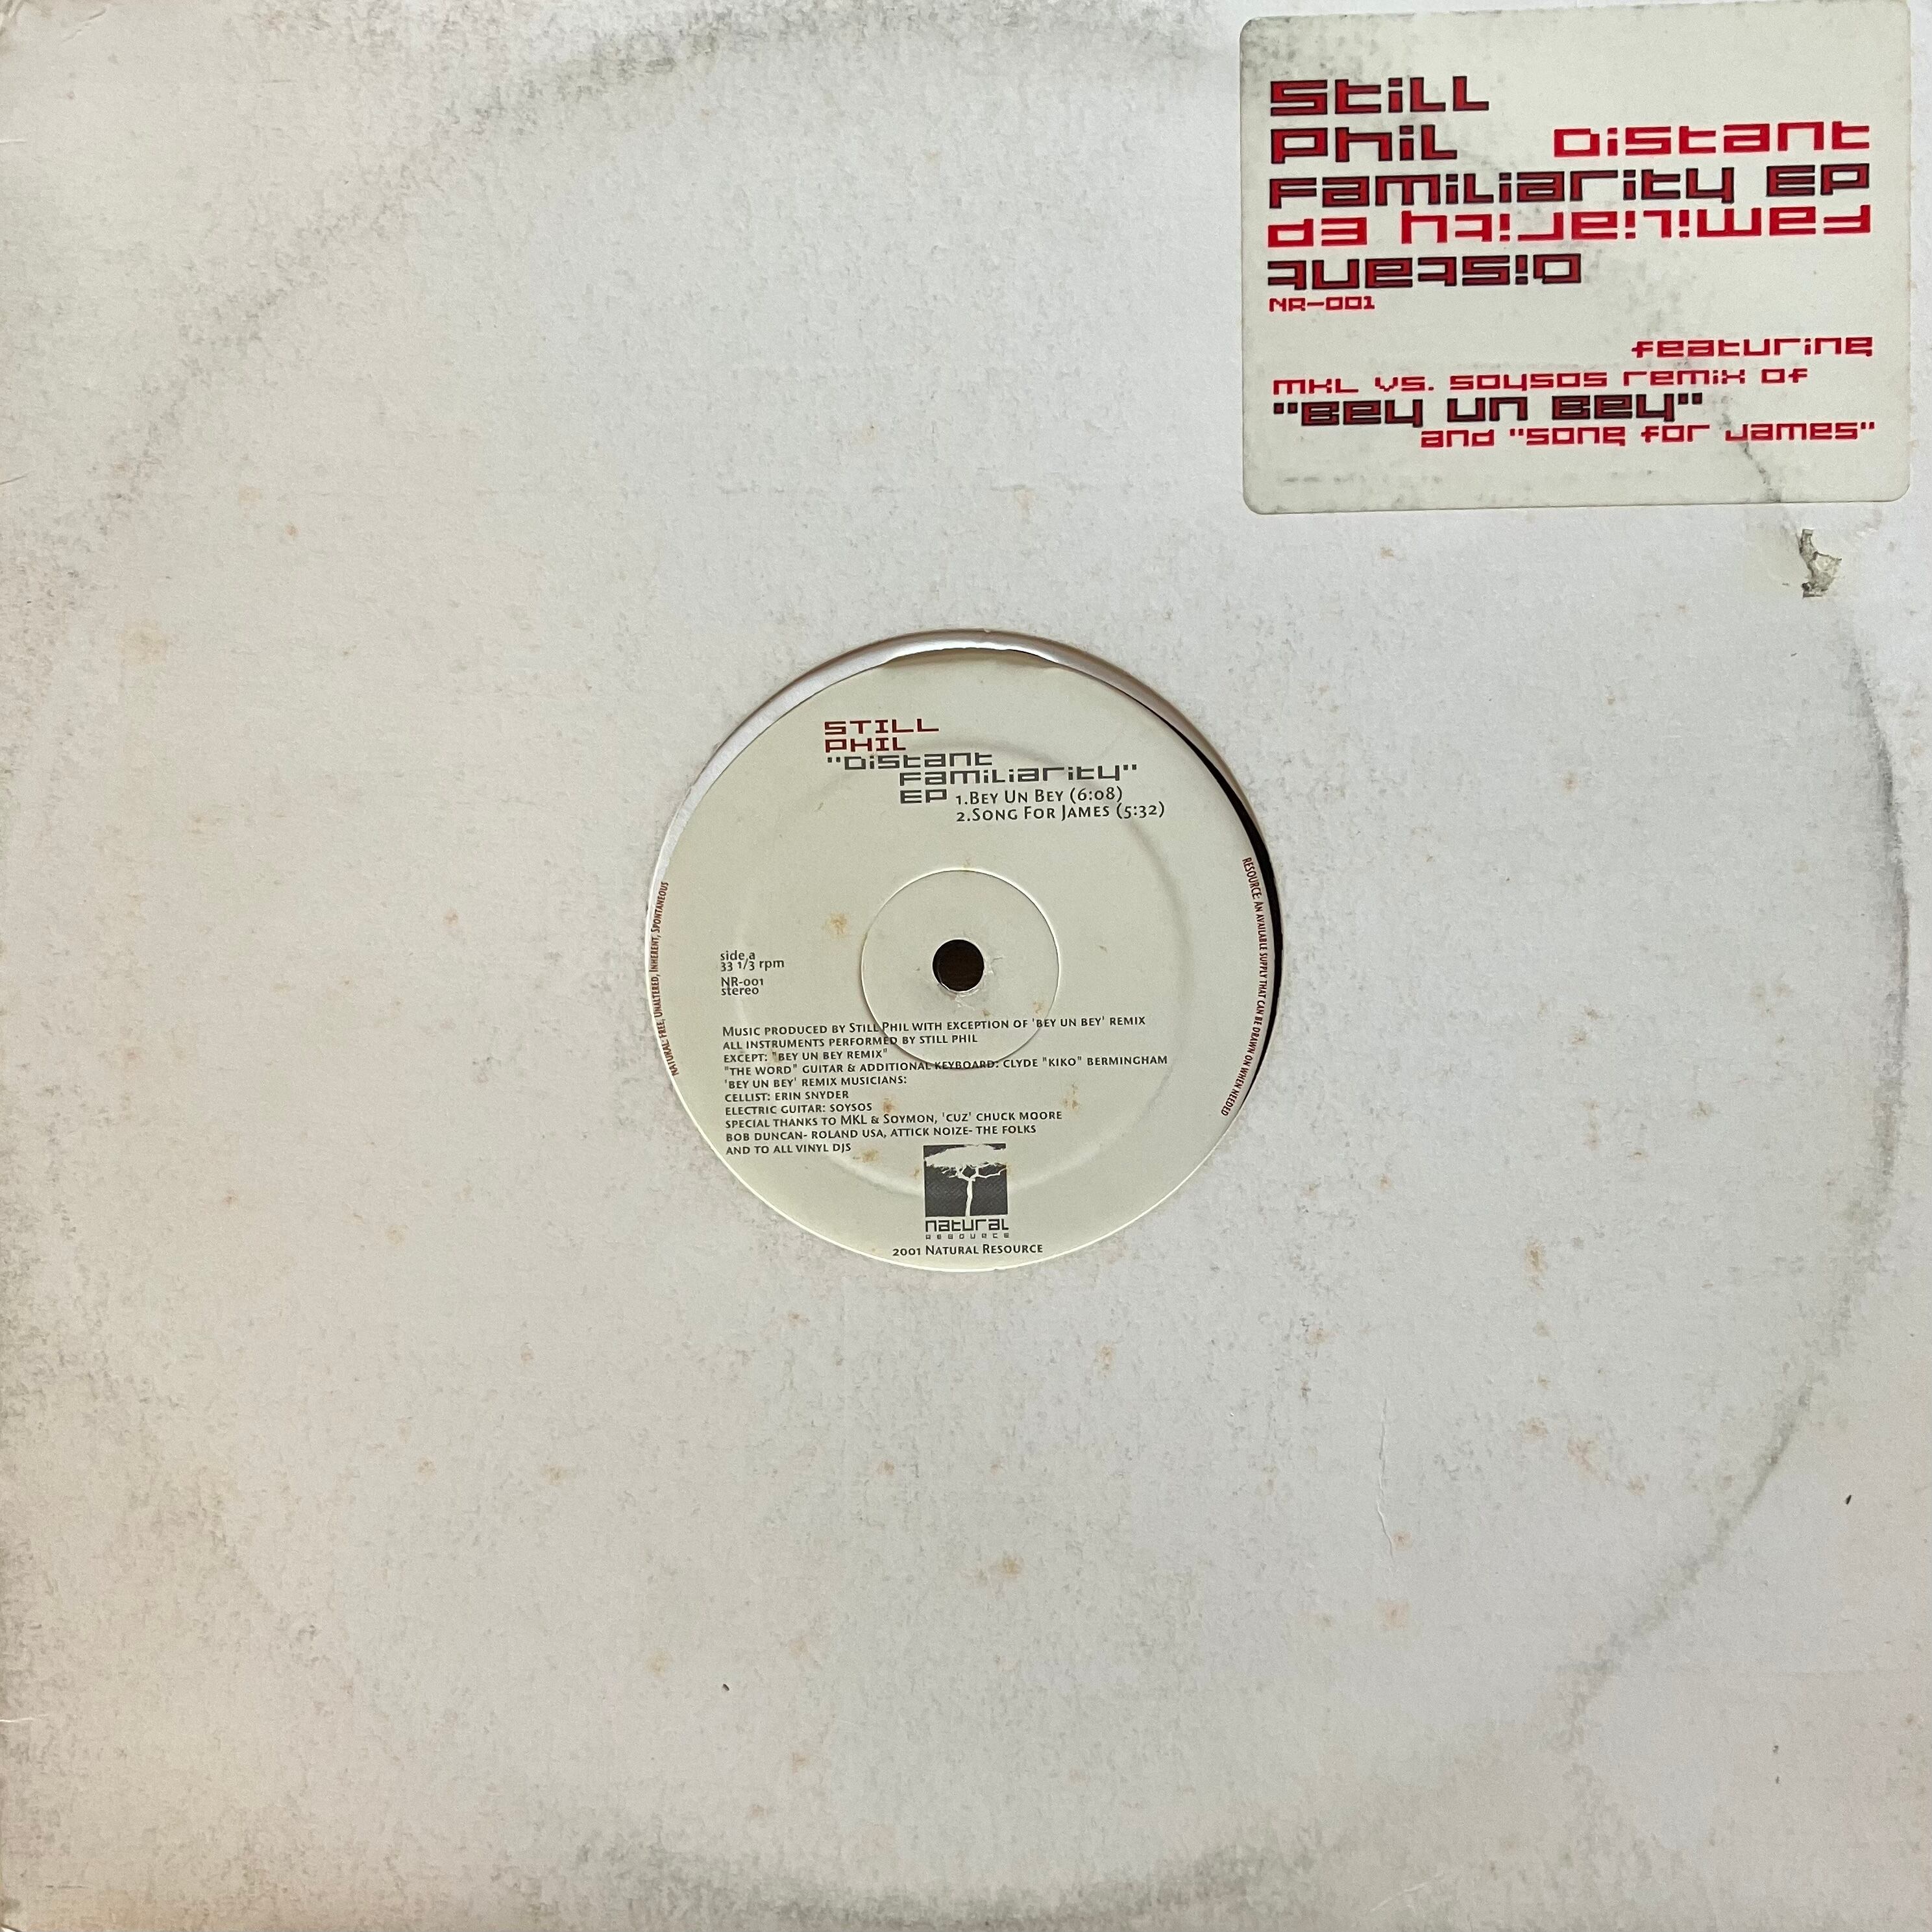 Still
Phil Distant
Familiarity EP
Familiarity EP
Distant
NR-001
featuring
MKL vs. Soysos remix of
"Bey Un Bey"
and "Song for James"
STILL
PHIL
"Distant
Familiarity"
EP 1.Bey Un Bey (6:08)
2.Song For James (5:32)
side a
33 1/3 rpm
NR-001
stereo
NATURAL: FREE, UNALTERED, INHERENT, SPONTANEOUS
RESOURCE: AN AVAILABLE SUPPLY THAT CAN BE DRAWN ON WHEN NEEDED
MUSIC PRODUCED BY STILL PHIL WITH EXCEPTION OF 'BEY UN BEY' REMIX
ALL INSTRUMENTS PERFORMED BY STILL PHIL
EXCEPT: "BEY UN BEY REMIX"
"THE WORD" GUITAR & ADDITIONAL KEYBOARD: CLYDE "KIKO" BERMINGHAM
'BEY UN BEY' REMIX MUSICIANS:
CELLIST: ERIN SNYDER
ELECTRIC GUITAR: SOYSOS
SPECIAL THANKS TO MKL & SOYMON, 'CUZ' CHUCK MOORE
BOB DUNCAN- ROLAND USA, ATTICK NOIZE- THE FOLKS
AND TO ALL VINYL DJS
natural
RESOURCE
2001 NATURAL RESOURCE